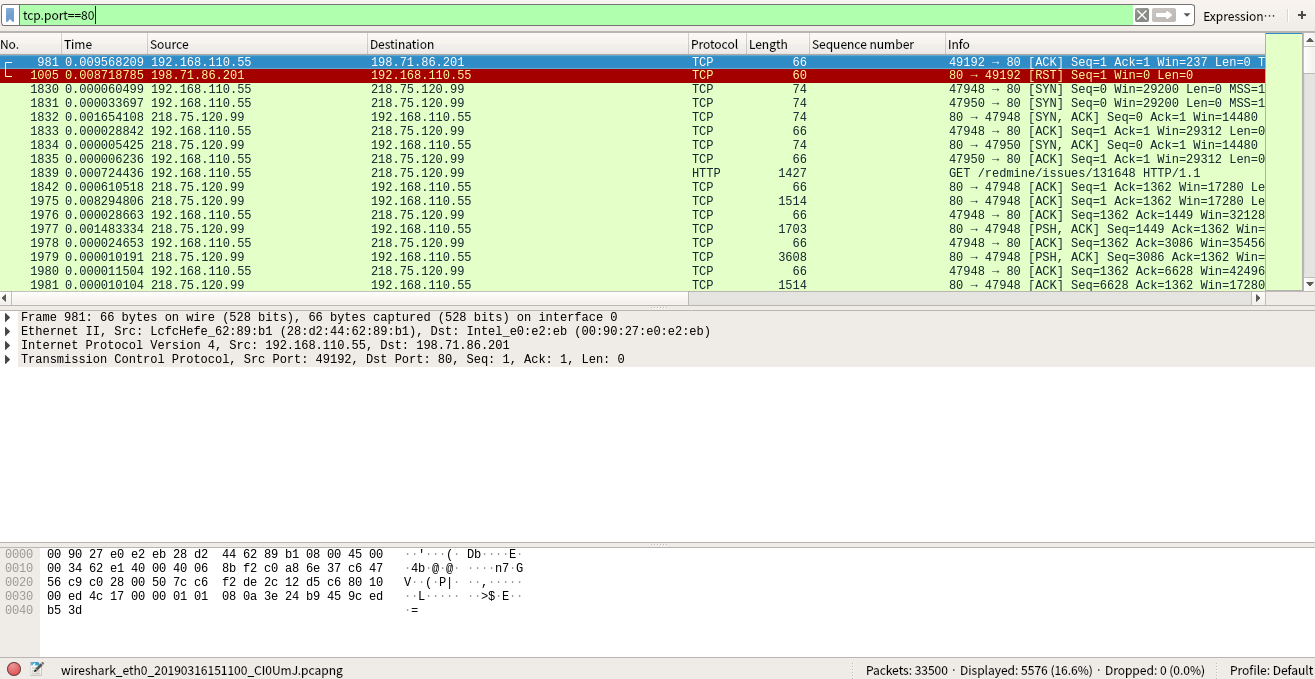 tcp.port==80 Expression… +
No. Time Source Destination Protocol Length Sequence number Info
981 0.009568209 192.168.110.55 198.71.86.201 TCP 66 49192 → 80 [ACK] Seq=1 Ack=1 Win=237 Len=0 T
1005 0.008718785 198.71.86.201 192.168.110.55 TCP 60 80 → 49192 [RST] Seq=1 Win=0 Len=0
1830 0.000060499 192.168.110.55 218.75.120.99 TCP 74 47948 → 80 [SYN] Seq=0 Win=29200 Len=0 MSS=1
1831 0.000033697 192.168.110.55 218.75.120.99 TCP 74 47950 → 80 [SYN] Seq=0 Win=29200 Len=0 MSS=1
1832 0.001654108 218.75.120.99 192.168.110.55 TCP 74 80 → 47948 [SYN, ACK] Seq=0 Ack=1 Win=14480
1833 0.000028842 192.168.110.55 218.75.120.99 TCP 66 47948 → 80 [ACK] Seq=1 Ack=1 Win=29312 Len=0
1834 0.000005425 218.75.120.99 192.168.110.55 TCP 74 80 → 47950 [SYN, ACK] Seq=0 Ack=1 Win=14480
1835 0.000006236 192.168.110.55 218.75.120.99 TCP 66 47950 → 80 [ACK] Seq=1 Ack=1 Win=29312 Len=0
1839 0.000724436 192.168.110.55 218.75.120.99 HTTP 1427 GET /redmine/issues/131648 HTTP/1.1
1842 0.000610518 218.75.120.99 192.168.110.55 TCP 66 80 → 47948 [ACK] Seq=1 Ack=1362 Win=17280 Le
1975 0.008294806 218.75.120.99 192.168.110.55 TCP 1514 80 → 47948 [ACK] Seq=1 Ack=1362 Win=17280 Le
1976 0.000028663 192.168.110.55 218.75.120.99 TCP 66 47948 → 80 [ACK] Seq=1362 Ack=1449 Win=32128
1977 0.001483334 218.75.120.99 192.168.110.55 TCP 1703 80 → 47948 [PSH, ACK] Seq=1449 Ack=1362 Win=
1978 0.000024653 192.168.110.55 218.75.120.99 TCP 66 47948 → 80 [ACK] Seq=1362 Ack=3086 Win=35456
1979 0.000010191 218.75.120.99 192.168.110.55 TCP 3608 80 → 47948 [PSH, ACK] Seq=3086 Ack=1362 Win=
1980 0.000011504 192.168.110.55 218.75.120.99 TCP 66 47948 → 80 [ACK] Seq=1362 Ack=6628 Win=42496
1981 0.000010104 218.75.120.99 192.168.110.55 TCP 1514 80 → 47948 [ACK] Seq=6628 Ack=1362 Win=17280
Frame 981: 66 bytes on wire (528 bits), 66 bytes captured (528 bits) on interface 0
Ethernet II, Src: LcfcHefe_62:89:b1 (28:d2:44:62:89:b1), Dst: Intel_e0:e2:eb (00:90:27:e0:e2:eb)
Internet Protocol Version 4, Src: 192.168.110.55, Dst: 198.71.86.201
Transmission Control Protocol, Src Port: 49192, Dst Port: 80, Seq: 1, Ack: 1, Len: 0
0000 00 90 27 e0 e2 eb 28 d2 44 62 89 b1 08 00 45 00 ··'···(· Db····E·
0010 00 34 62 e1 40 00 40 06 8b f2 c0 a8 6e 37 c6 47 ·4b·@·@· ····n7·G
0020 56 c9 c0 28 00 50 7c c6 f2 de 2c 12 d5 c6 80 10 V··(·P|· ··,·····
0030 00 ed 4c 17 00 00 01 01 08 0a 3e 24 b9 45 9c ed ··L····· ··>$·E··
0040 b5 3d ·=
wireshark_eth0_20190316151100_CI0UmJ.pcapng Packets: 33500 · Displayed: 5576 (16.6%) · Dropped: 0 (0.0%) Profile: Default